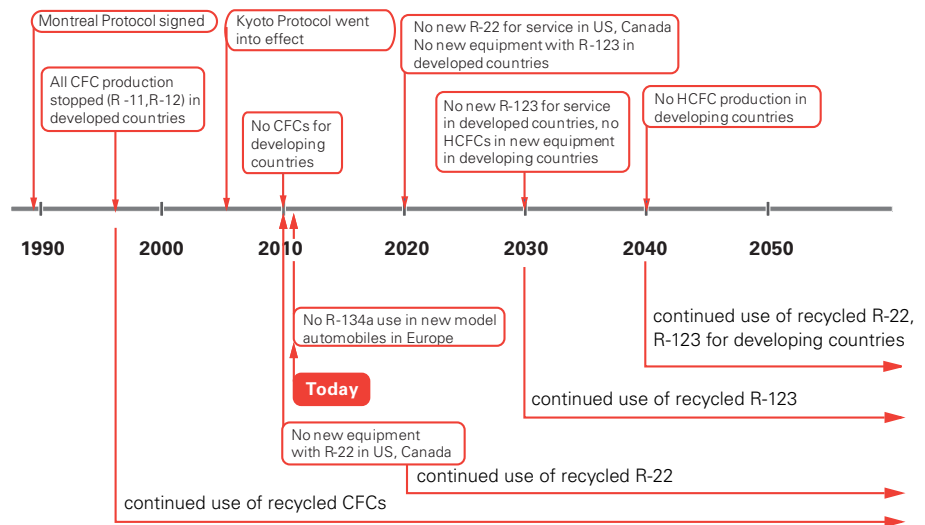 Montreal Protocol signed
Kyoto Protocol went
into effect
No new R-22 for service in US, Canada
No new equipment with R-123 in
developed countries
All CFC production
stopped (R -11,R-12) in
developed countries
No CFCs for
developing
countries
No new R-123 for service
in developed countries, no
HCFCs in new equipment
in developing countries
No HCFC production in
developing countries
1990
2000
2010
2020
2030
2040
2050
No R-134a use in new model
automobiles in Europe
Today
No new equipment
with R-22 in US, Canada
continued use of recycled R-22,
R-123 for developing countries
continued use of recycled R-123
continued use of recycled R-22
continued use of recycled CFCs